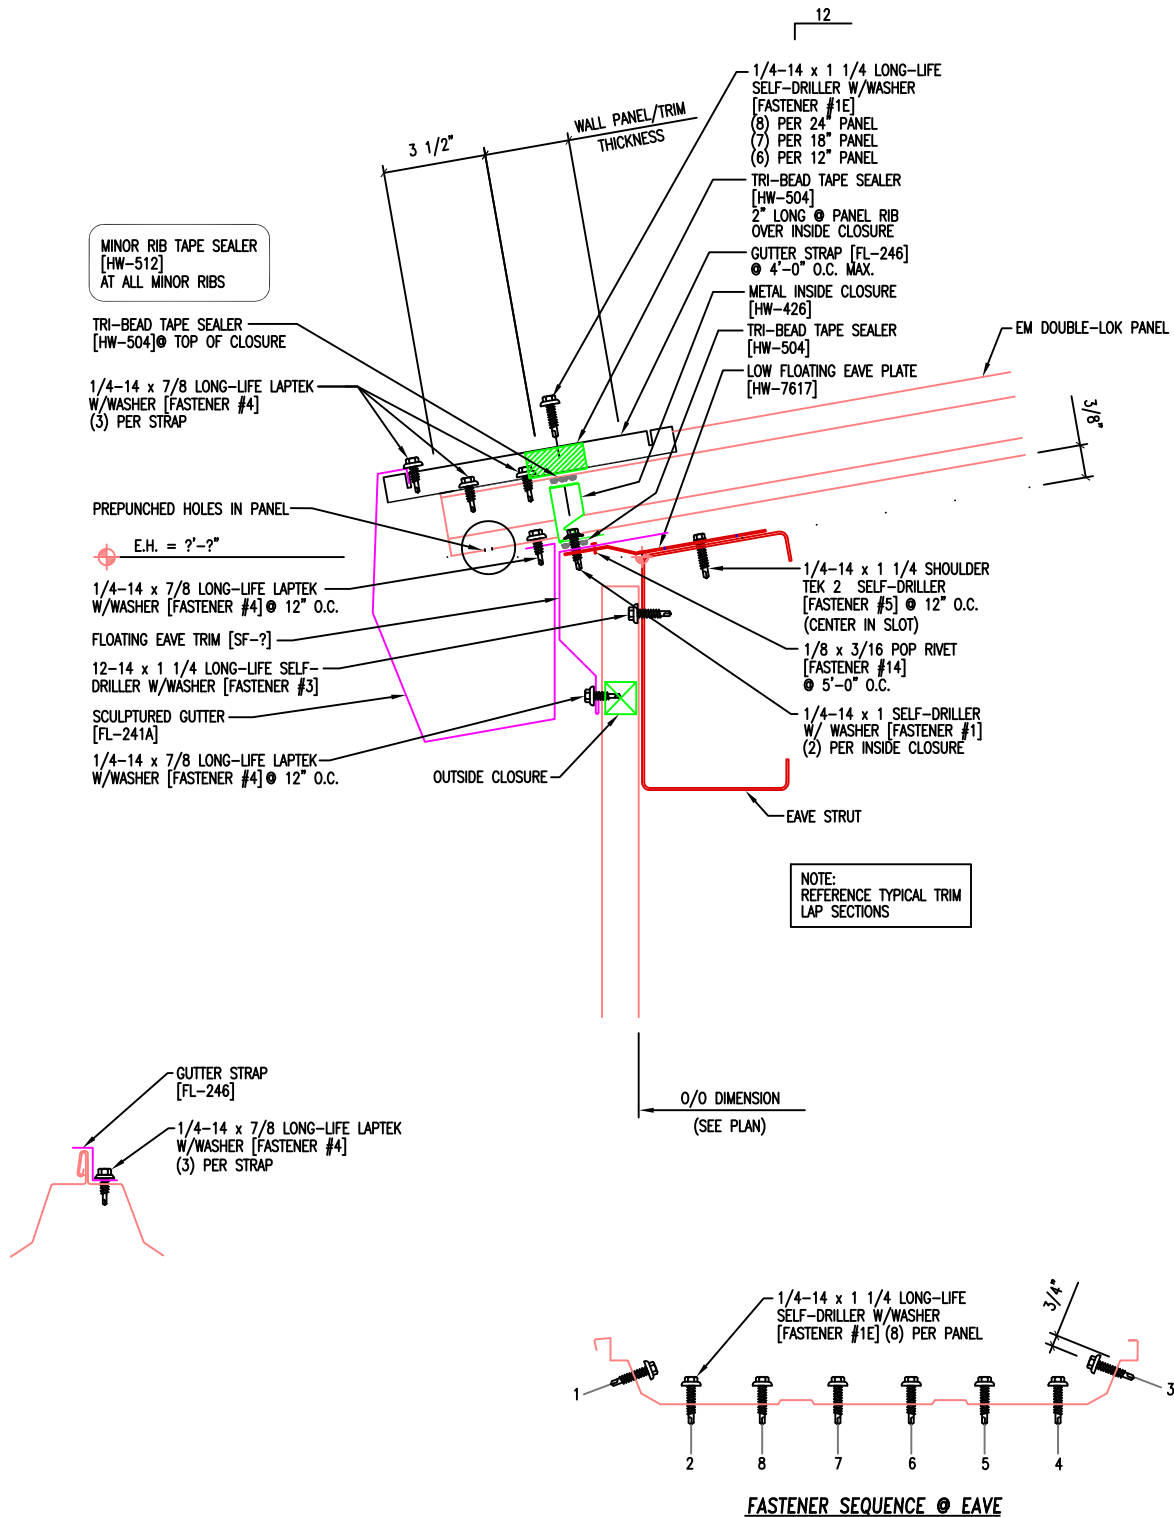 12
1/4-14 x 1 1/4 LONG-LIFE
SELF-DRILLER W/WASHER
[FASTENER #1E]
(8) PER 24" PANEL
(7) PER 18" PANEL
(6) PER 12" PANEL
WALL PANEL/TRIM
THICKNESS
3 1/2"
TRI-BEAD TAPE SEALER
[HW-504]
2" LONG @ PANEL RIB
OVER INSIDE CLOSURE
GUTTER STRAP [FL-246]
@ 4'-0" O.C. MAX.
METAL INSIDE CLOSURE
[HW-426]
TRI-BEAD TAPE SEALER
[HW-504]
LOW FLOATING EAVE PLATE
[HW-7617]
EM DOUBLE-LOK PANEL
3/8"
MINOR RIB TAPE SEALER
[HW-512]
AT ALL MINOR RIBS
TRI-BEAD TAPE SEALER
[HW-504]@ TOP OF CLOSURE
1/4-14 x 7/8 LONG-LIFE LAPTEK
W/WASHER [FASTENER #4]
(3) PER STRAP
PREPUNCHED HOLES IN PANEL
E.H. = ?'-?"
1/4-14 x 7/8 LONG-LIFE LAPTEK
W/WASHER [FASTENER #4] @ 12" O.C.
FLOATING EAVE TRIM [SF-?]
12-14 x 1 1/4 LONG-LIFE SELF-
DRILLER W/WASHER [FASTENER #3]
SCULPTURED GUTTER
[FL-241A]
1/4-14 x 7/8 LONG-LIFE LAPTEK
W/WASHER [FASTENER #4] @ 12" O.C.
OUTSIDE CLOSURE
1/4-14 x 1 1/4 SHOULDER
TEK 2 SELF-DRILLER
[FASTENER #5] @ 12" O.C.
(CENTER IN SLOT)
1/8 x 3/16 POP RIVET
[FASTENER #14]
@ 5'-0" O.C.
1/4-14 x 1 SELF-DRILLER
W/ WASHER [FASTENER #1]
(2) PER INSIDE CLOSURE
EAVE STRUT
NOTE:
REFERENCE TYPICAL TRIM
LAP SECTIONS
O/O DIMENSION
(SEE PLAN)
GUTTER STRAP
[FL-246]
1/4-14 x 7/8 LONG-LIFE LAPTEK
W/WASHER [FASTENER #4]
(3) PER STRAP
1/4-14 x 1 1/4 LONG-LIFE
SELF-DRILLER W/WASHER
[FASTENER #1E] (8) PER PANEL
3/4"
1
3
2
8
7
6
5
4
FASTENER SEQUENCE @ EAVE